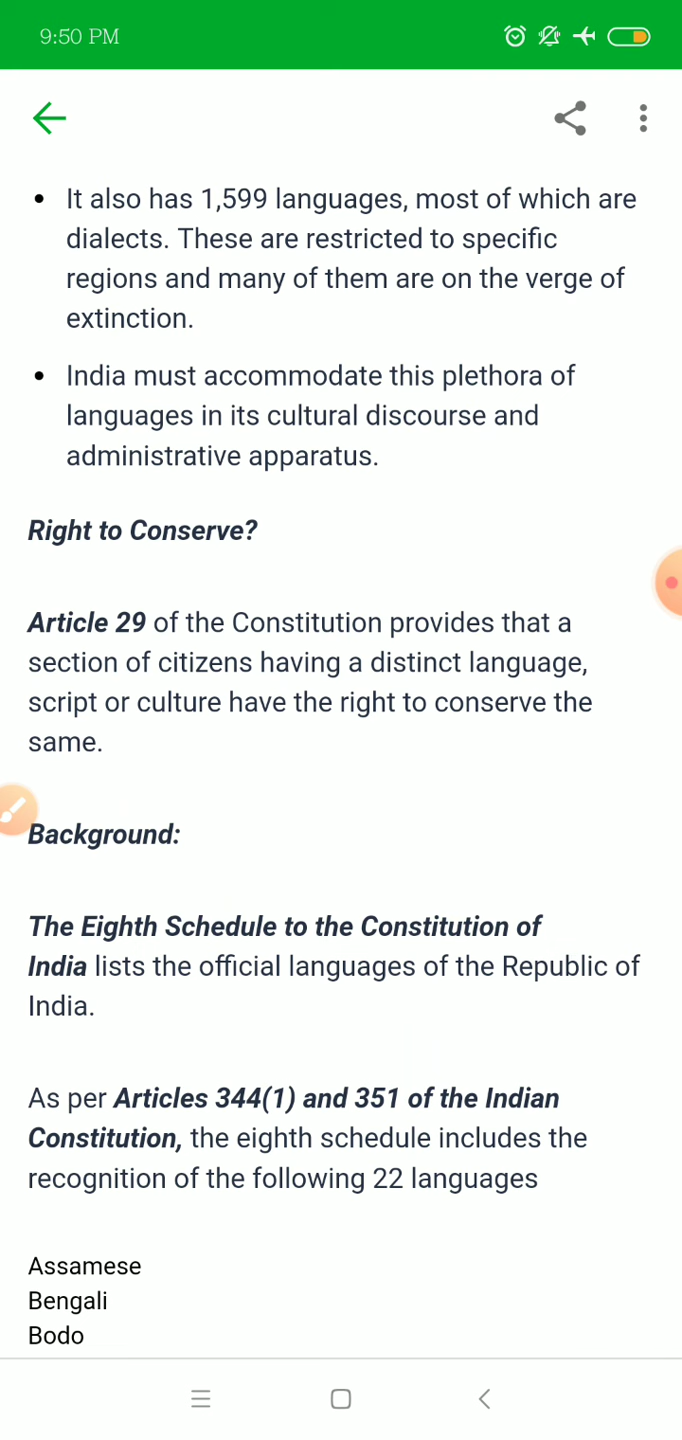 9:50 PM
• It also has 1,599 languages, most of which are
dialects. These are restricted to specific
regions and many of them are on the verge of
extinction.
• India must accommodate this plethora of
languages in its cultural discourse and
administrative apparatus.
Right to Conserve?
Article 29 of the Constitution provides that a
section of citizens having a distinct language,
script or culture have the right to conserve the
same.
Background:
The Eighth Schedule to the Constitution of
India lists the official languages of the Republic of
India.
As per Articles 344(1) and 351 of the Indian
Constitution, the eighth schedule includes the
recognition of the following 22 languages
Assamese
Bengali
Bodo